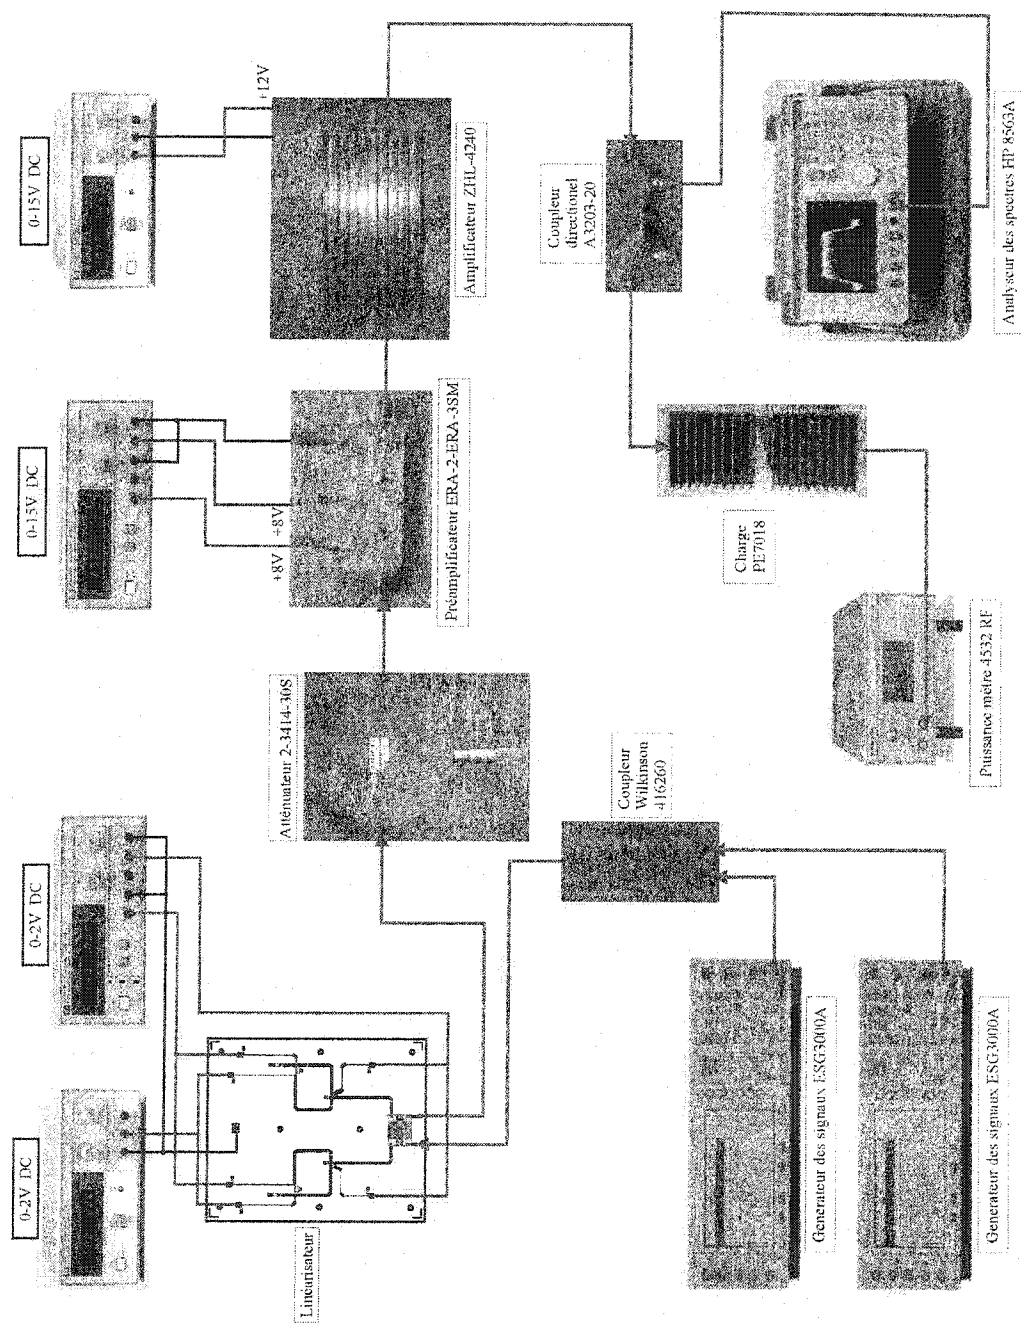 0-2V DC
0-2V DC
0-15V DC
0-15V DC
+12V
+8V
+8V
Linéarisateur
Atténuateur 2-3414-30S
Préamplificateur ERA-2-ERA-3SM
Amplificateur ZHL-4240
Coupleur
directionel
A3203-20
Coupleur
Wilkinson
416260
Charge
PE7018
Generateur des signaux ESG3000A
Generateur des signaux ESG3000A
Puissance mètre 4532 RF
Analyseur des spectres HP 8563A